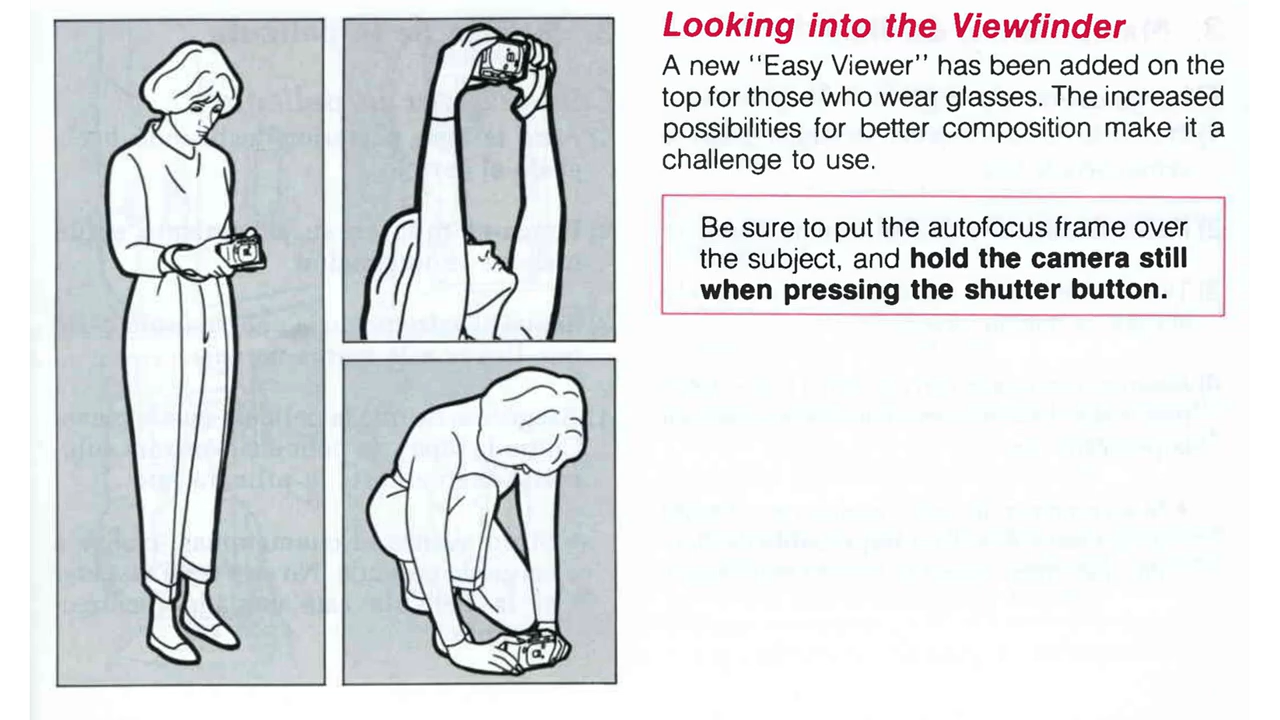 Looking into the Viewfinder
A new "Easy Viewer" has been added on the
top for those who wear glasses. The increased
possibilities for better composition make it a
challenge to use.
Be sure to put the autofocus frame over
the subject, and hold the camera still
when pressing the shutter button.